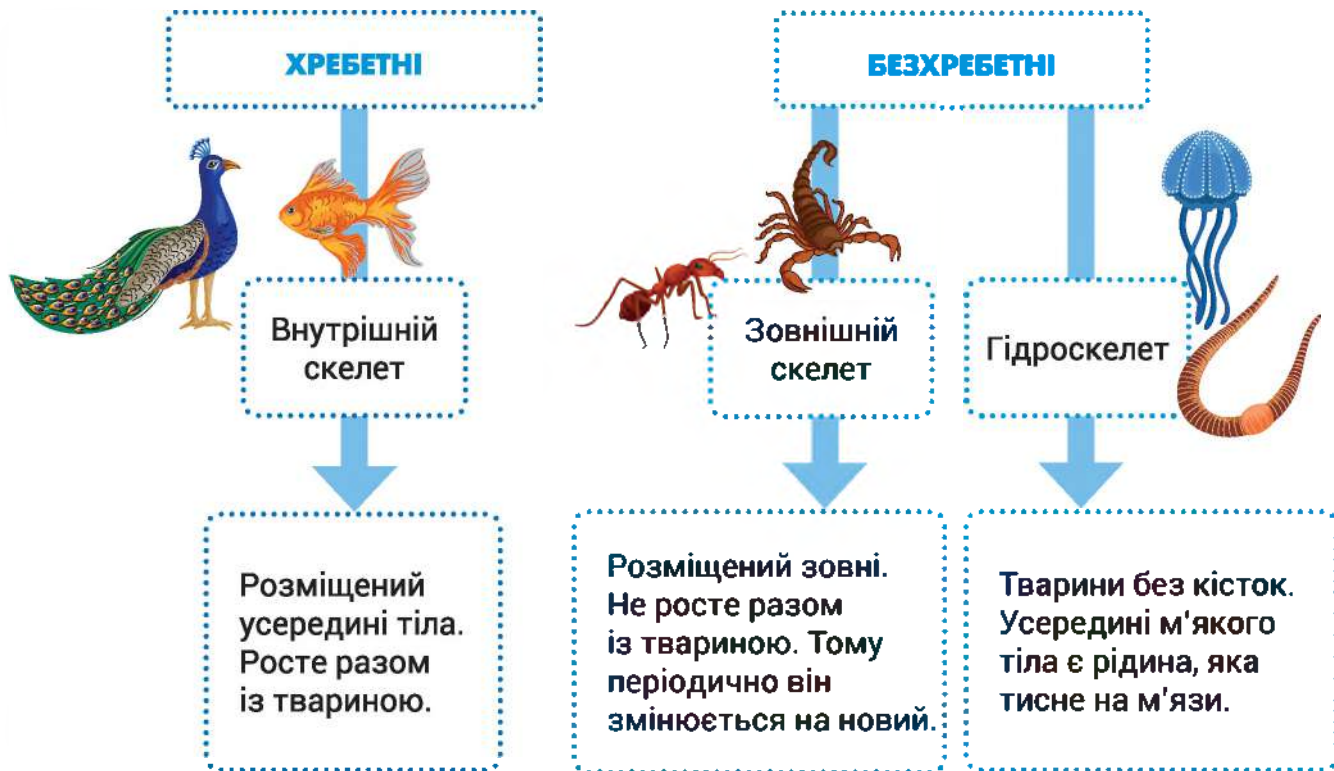 ХРЕБЕТНІ
БЕЗХРЕБЕТНІ
Внутрішній
скелет
Зовнішній
скелет
Гідроскелет
Розміщений
усередині тіла.
Росте разом
із твариною.
Розміщений зовні.
Не росте разом
із твариною. Тому
періодично він
змінюється на новий.
Тварини без кісток.
Усередині м'якого
тіла є рідина, яка
тисне на м'язи.